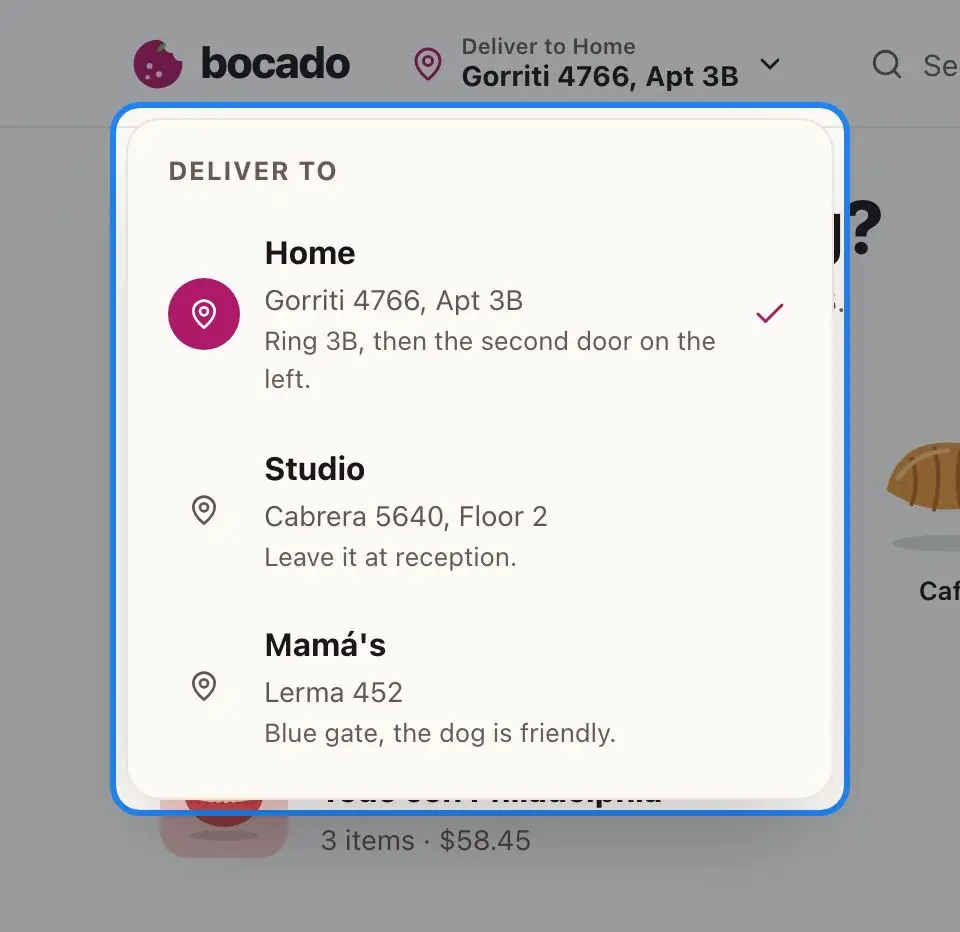 bocado
Deliver to Home
Gorriti 4766, Apt 3B
DELIVER TO
Home
Gorriti 4766, Apt 3B
Ring 3B, then the second door on the
left.
Studio
Cabrera 5640, Floor 2
Leave it at reception.
Mamá's
Lerma 452
Blue gate, the dog is friendly.
3 items · $58.45